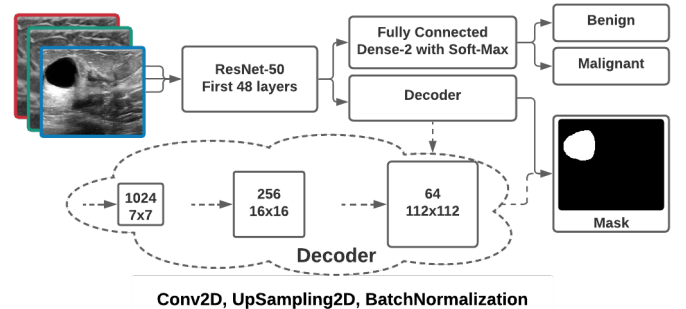 ResNet-50
First 48 layers
Fully Connected
Dense-2 with Soft-Max
Benign
Malignant
Decoder
1024
7x7
256
16x16
64
112x112
Decoder
Mask
Conv2D, UpSampling2D, BatchNormalization